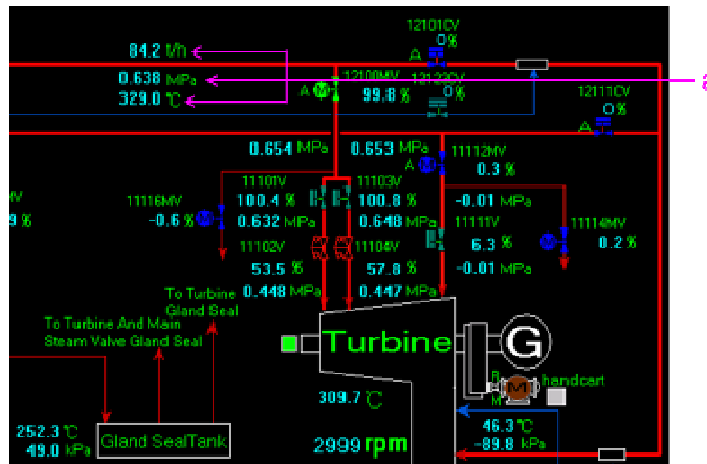 12101CV
0%
84.2 t/h
0.638 MPa
329.0 ℃
A
12100MV
99.8 %
12122CV
0%
12111CV
0%
A
A
0.654 MPa
0.653 MPa
11112MV
0.3 %
A
11101V
100.4 %
0.632 MPa
11103V
100.8 %
0.648 MPa
-0.01 MPa
11116MV
-0.6 %
M
9 %
11102V
53.5 %
0.448 MPa
11104V
57.8 %
0.447 MPa
11111V
6.3 %
-0.01 MPa
11114MV
0.2 %
To Turbine
Gland Seal
To Turbine And Main
Steam Valve Gland Seal
Turbine
G
R
M
M
handcart
309.7 ℃
252.3 ℃
49.0 kPa
Gland SealTank
2999 rpm
46.3 ℃
-89.8 kPa